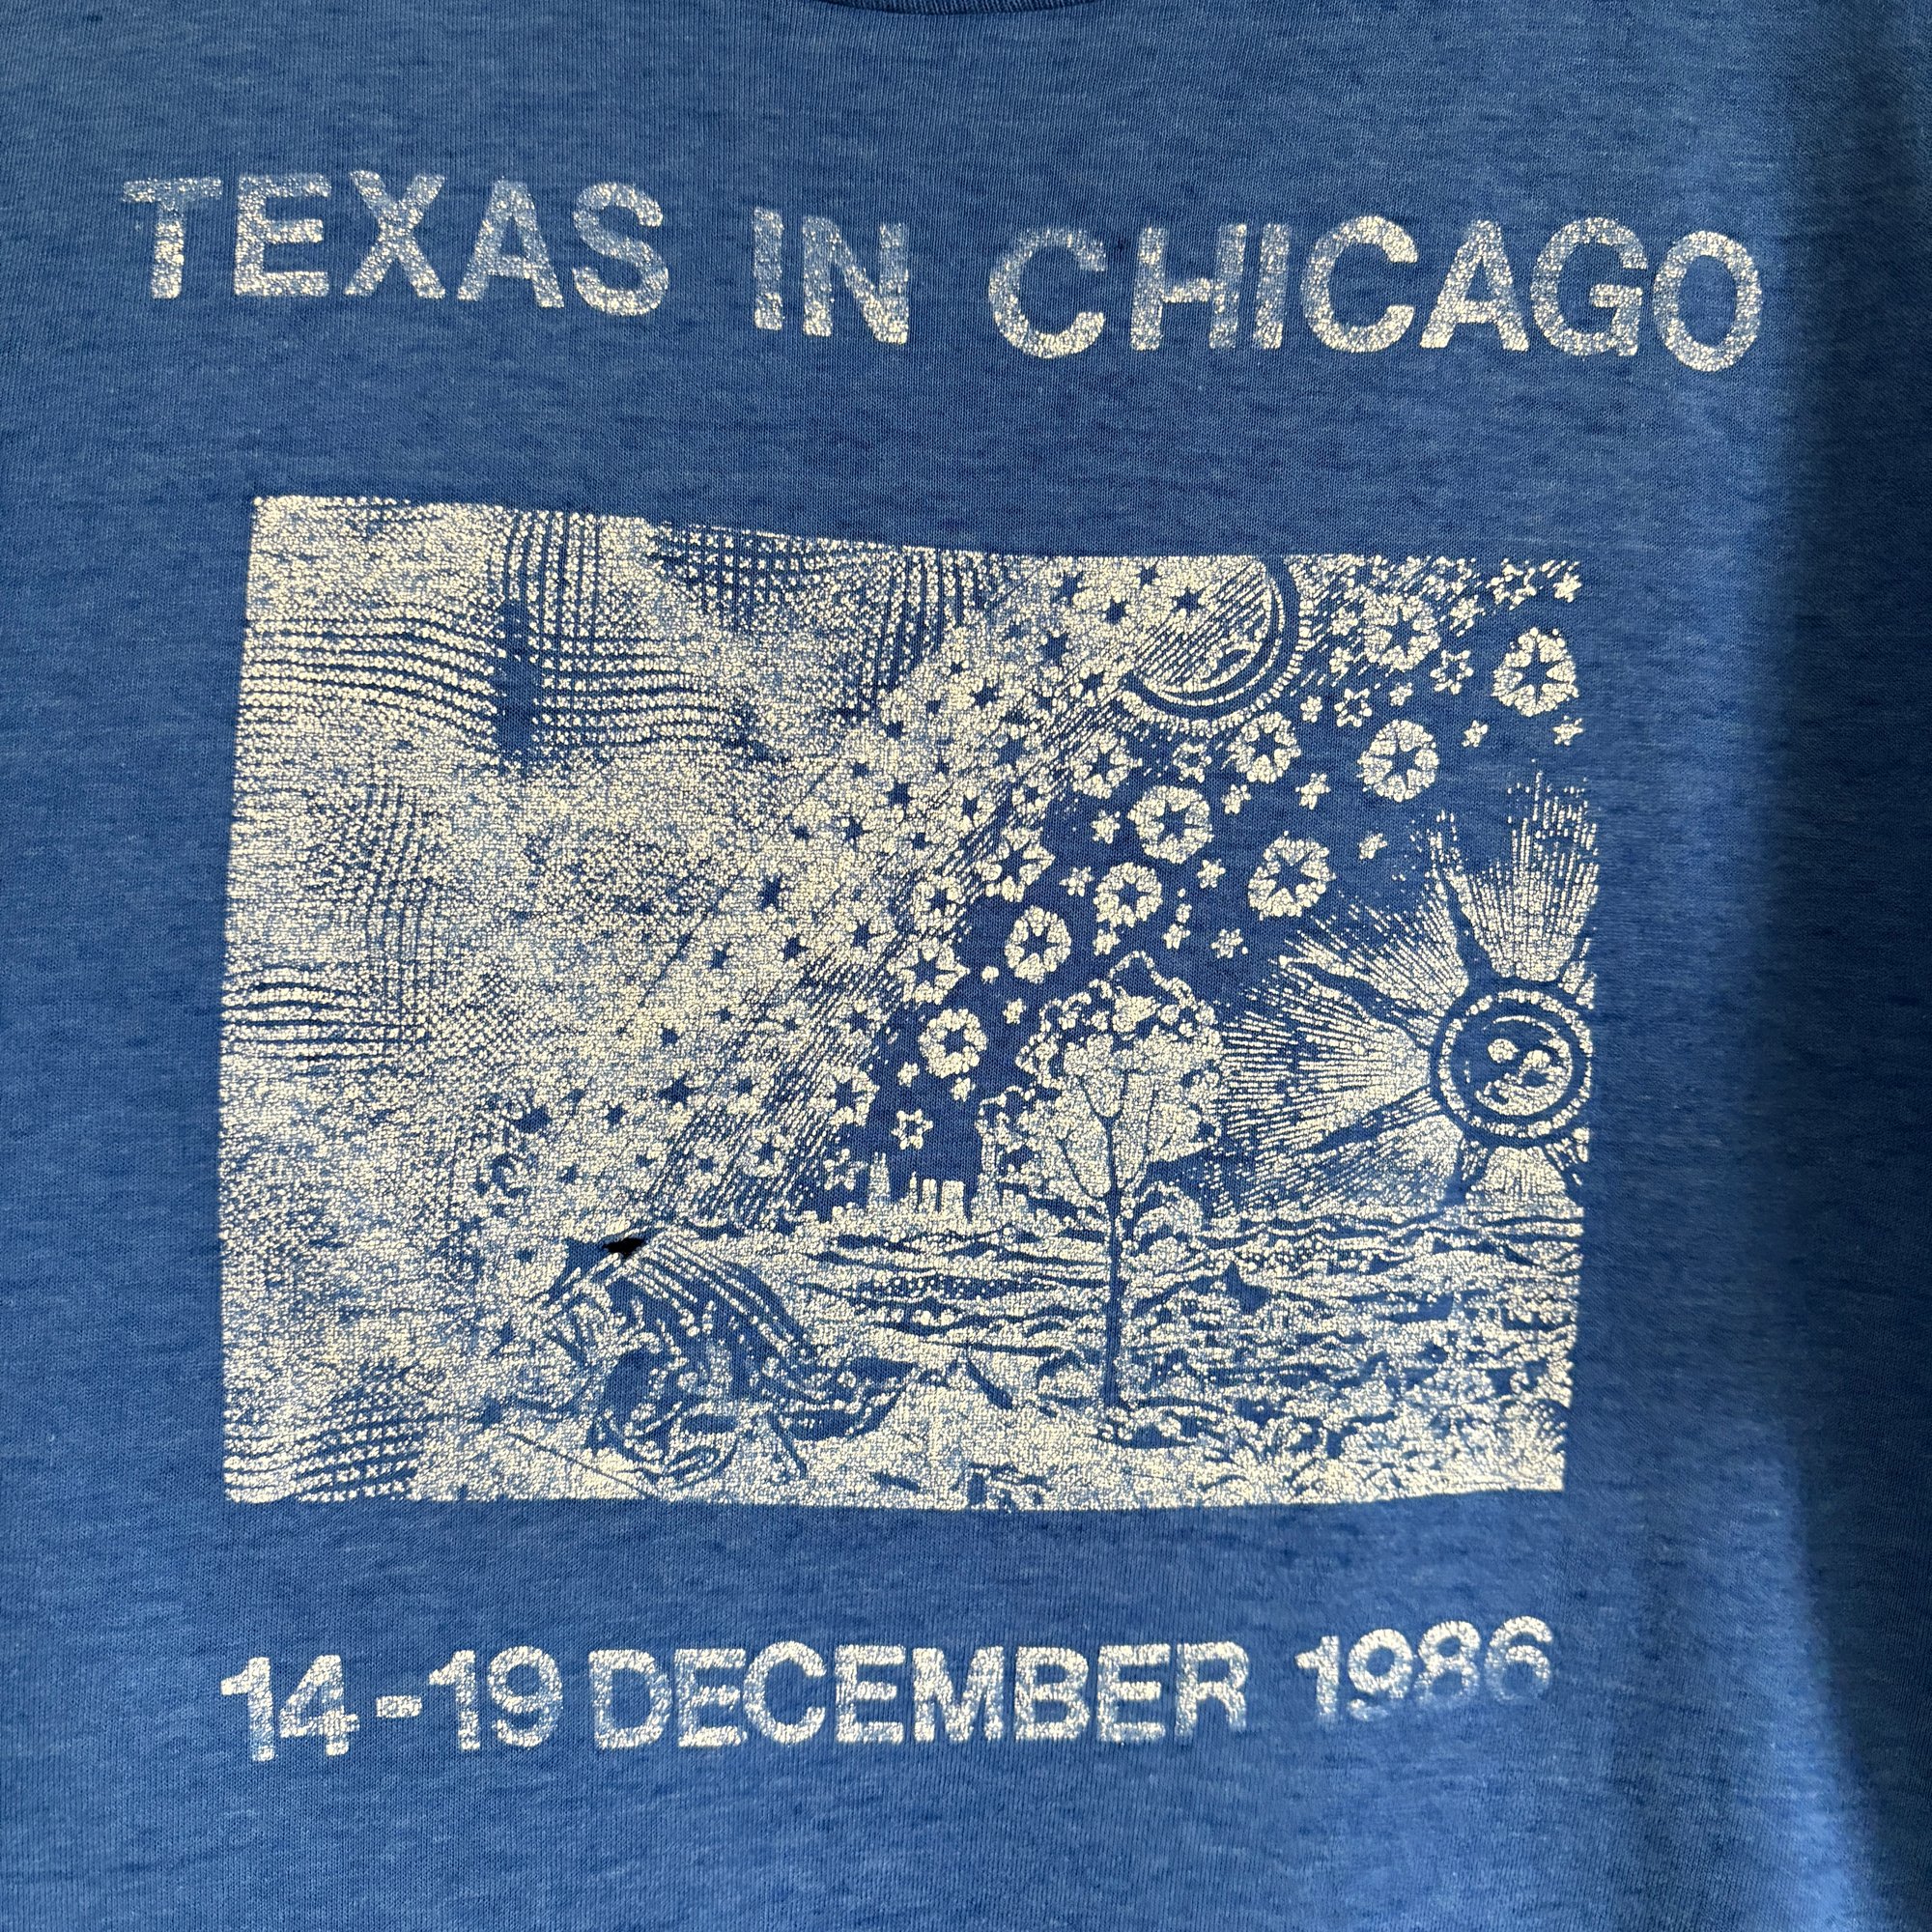 TEXAS IN CHICAGO
14-19 DECEMBER 1986